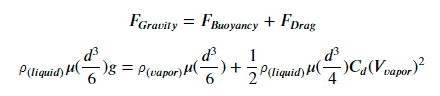 F_Gravity = F_Buoyancy + F_Drag
ρ_(liquid) μ(d³/6)g = ρ_(vapor) μ(d³/6) + 1/2 ρ_(liquid) μ(d³/4)C_d(V_vapor)²